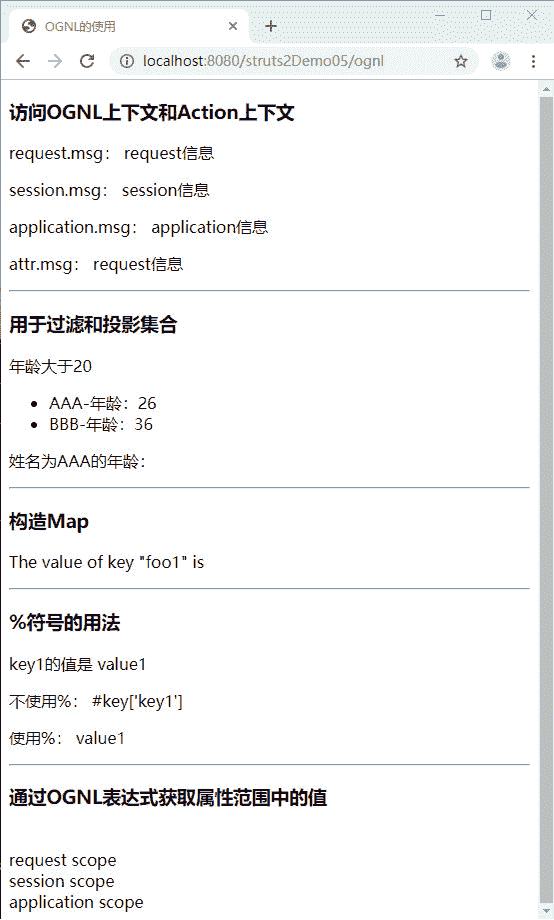 OGNL的使用
localhost:8080/struts2Demo05/ognl
访问OGNL上下文和Action上下文
request.msg： request信息
session.msg： session信息
application.msg： application信息
attr.msg： request信息
用于过滤和投影集合
年龄大于20
AAA-年龄：26
BBB-年龄：36
姓名为AAA的年龄：
构造Map
The value of key "foo1" is
%符号的用法
key1的值是 value1
不使用%： #key['key1']
使用%： value1
通过OGNL表达式获取属性范围中的值
request scope
session scope
application scope